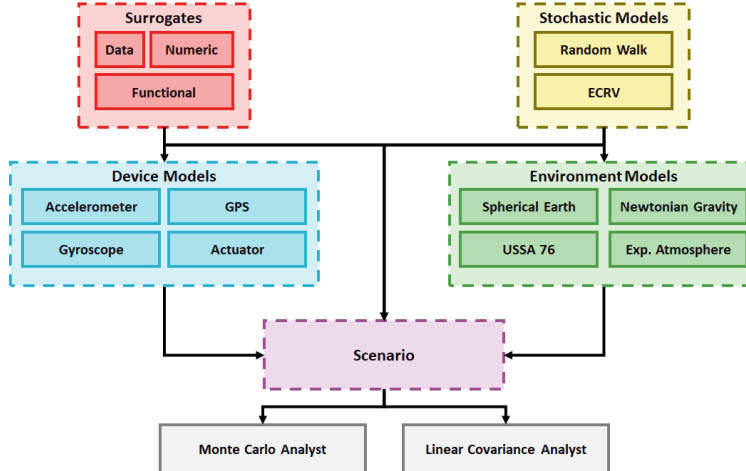 Surrogates
Data
Numeric
Functional
Stochastic Models
Random Walk
ECRV
Device Models
Accelerometer
GPS
Gyroscope
Actuator
Environment Models
Spherical Earth
Newtonian Gravity
USSA 76
Exp. Atmosphere
Scenario
Monte Carlo Analyst
Linear Covariance Analyst